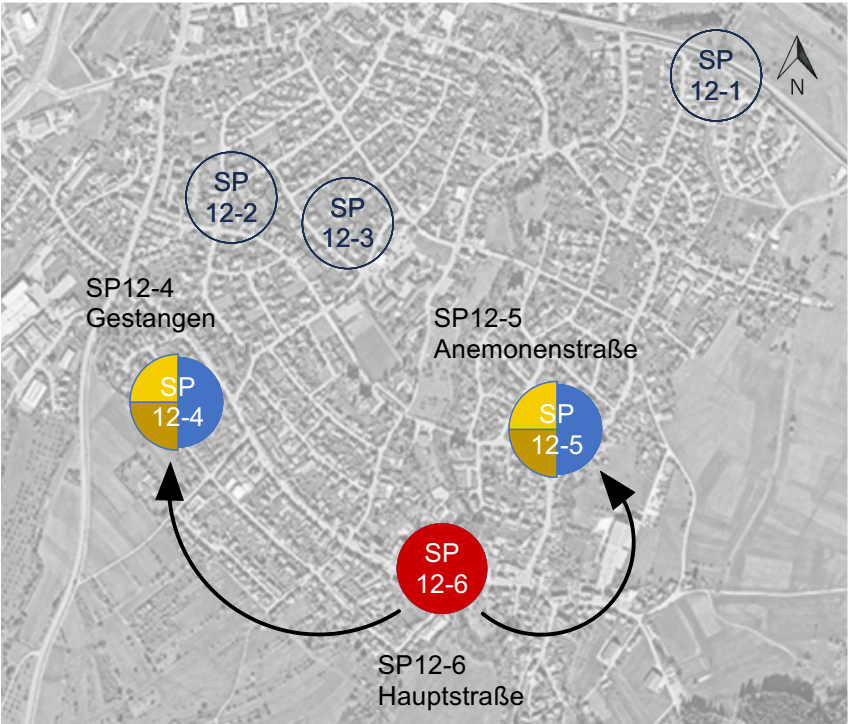 SP
12-1
N
SP
12-2
SP
12-3
SP12-4
Gestangen
SP12-5
Anemonenstraße
SP
12-4
SP
12-5
SP
12-6
SP12-6
Hauptstraße